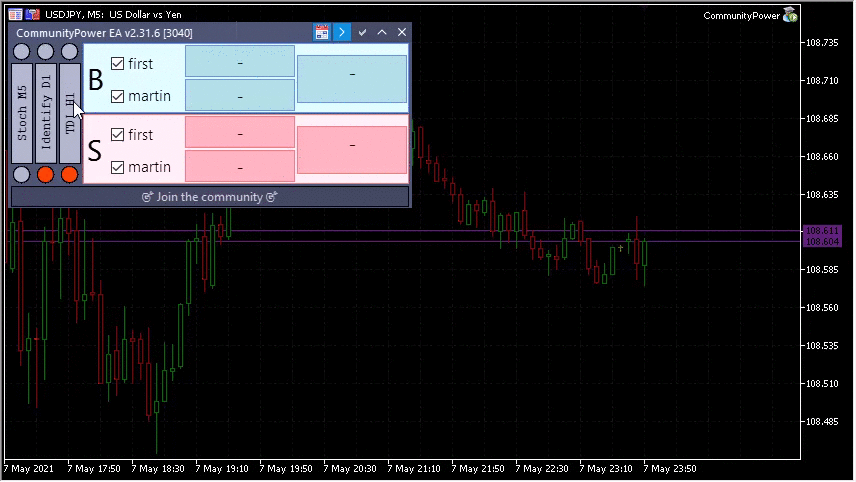 USDJPY, M5: US Dollar vs Yen
CommunityPower
CommunityPower EA v2.31.6 [3040]
Stoch M5
Identify D1
TDI H1
B
first
-
-
martin
-
S
first
-
-
martin
-
Join the community
108.735
108.710
108.685
108.660
108.635
108.611
108.604
108.585
108.560
108.535
108.510
108.485
7 May 2021
7 May 17:50
7 May 18:30
7 May 19:10
7 May 19:50
7 May 20:30
7 May 21:10
7 May 21:50
7 May 22:30
7 May 23:10
7 May 23:50